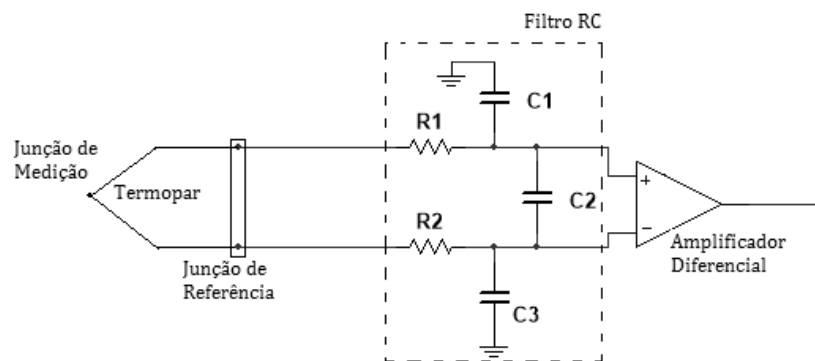 Filtro RC
C1
R1
Junção de
Medição
Termopar
+
C2
R2
−
Amplificador
Diferencial
Junção de
Referência
C3